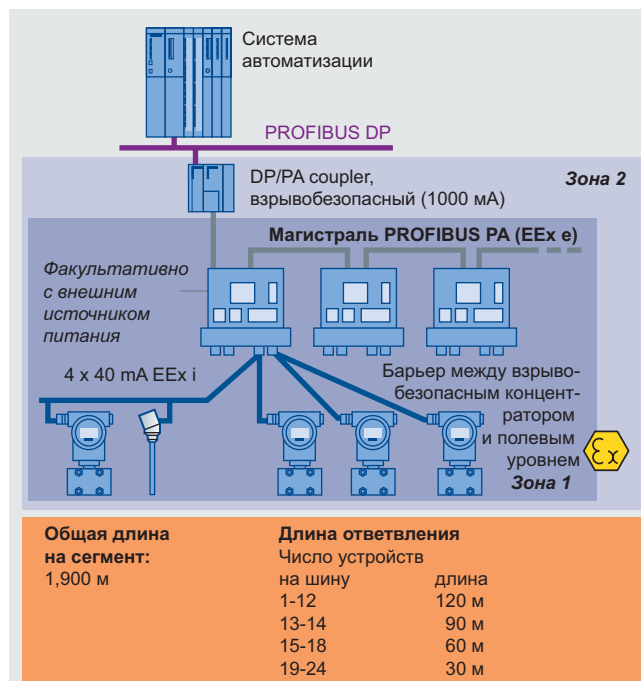 Система
автоматизации
PROFIBUS DP
DP/PA coupler,
взрывобезопасный (1000 мА)
Зона 2
Магистраль PROFIBUS PA (EEx e)
Факультативно
с внешним
источником
питания
4 x 40 mA EEx i
Барьер между взрыво-
безопасным концент-
ратором
и полевым
уровнем
Зона 1
εx
Общая длина
на сегмент:
1,900 м
Длина ответвления
Число устройств
на шину длина
1-12 120 м
13-14 90 м
15-18 60 м
19-24 30 м